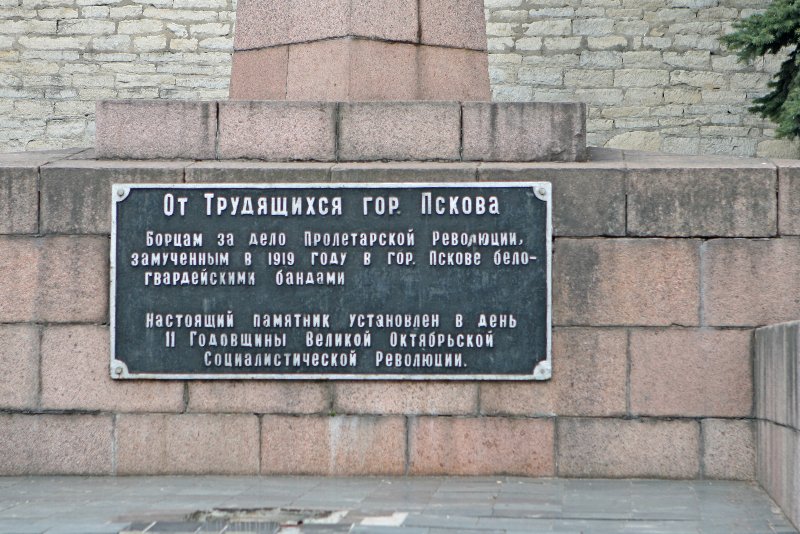 От Трудящихся гор. Пскова
Борцам за дело Пролетарской Революции,
замученным в 1919 году в гор. Пскове бело-
гвардейскими бандами
Настоящий памятник установлен в день
11 Годовщины Великой Октябрьской
Социалистической Революции.